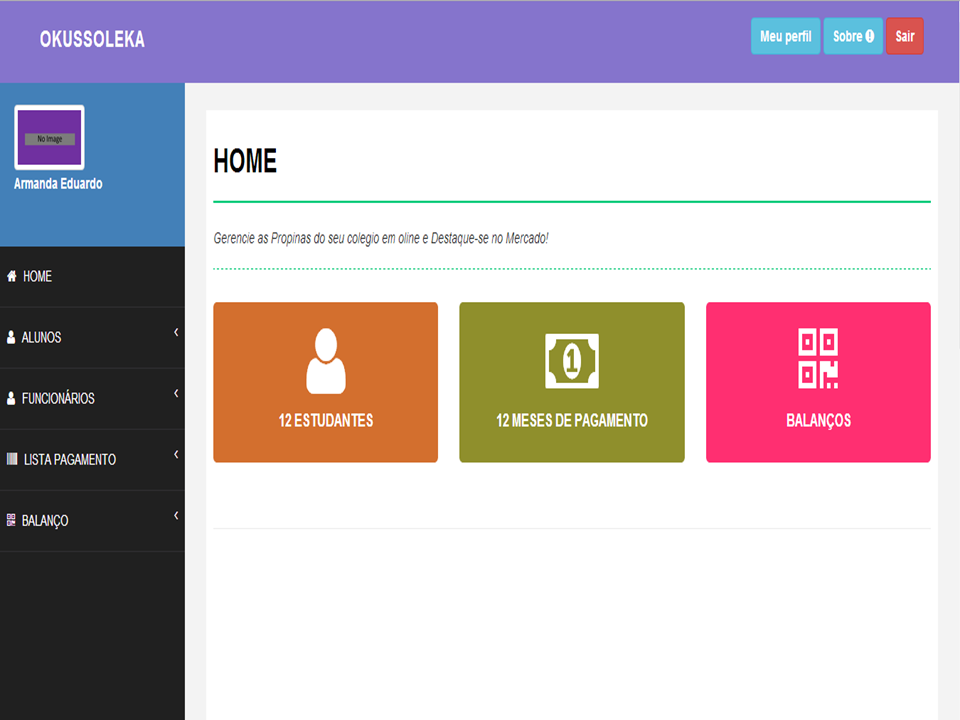 OKUSSOLEKA
Meu perfil
Sobre
Sair
No Image
Armanda Eduardo
HOME
ALUNOS
FUNCIONÁRIOS
LISTA PAGAMENTO
BALANÇO
HOME
Gerencie as Propinas do seu colegio em oline e Destaque-se no Mercado!
12 ESTUDANTES
1
12 MESES DE PAGAMENTO
BALANÇOS